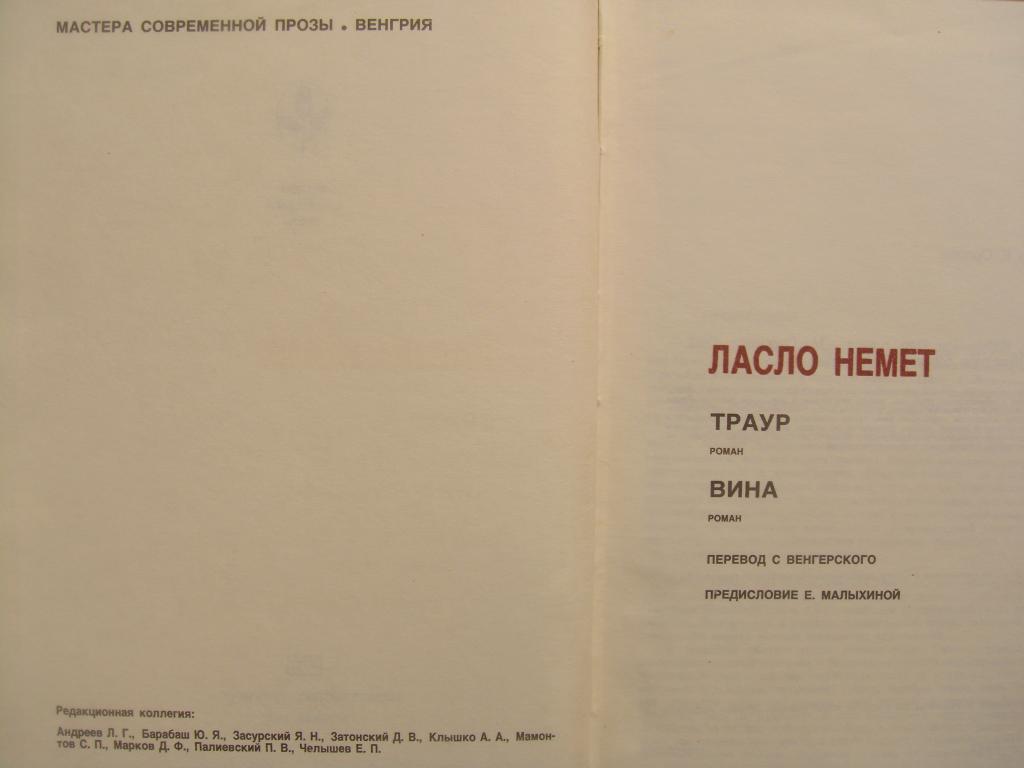 МАСТЕРА СОВРЕМЕННОЙ ПРОЗЫ • ВЕНГРИЯ
Редакционная коллегия:
Андреев Л. Г., Барабаш Ю. Я., Засурский Я. Н., Затонский Д. В., Клышко А. А., Мамон-
тов С. П., Марков Д. Ф., Палиевский П. В., Челышев Е. П.
ЛАСЛО НЕМЕТ
ТРАУР
РОМАН
ВИНА
РОМАН
ПЕРЕВОД С ВЕНГЕРСКОГО
ПРЕДИСЛОВИЕ Е. МАЛЫХИНОЙ